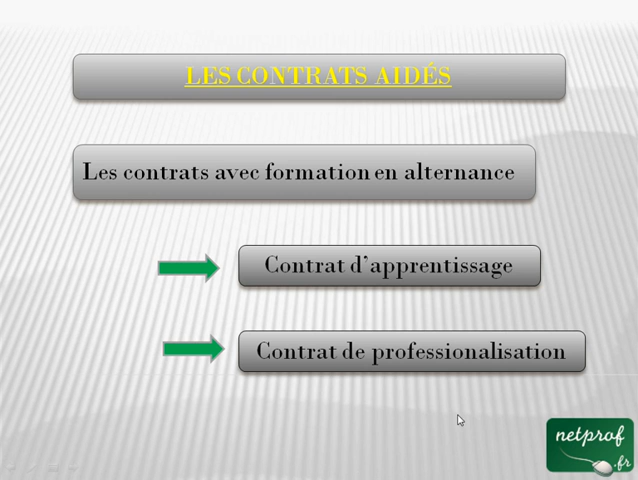 LES CONTRATS AIDÉS
Les contrats avec formation en alternance
Contrat d’apprentissage
Contrat de professionalisation
netprof
.fr